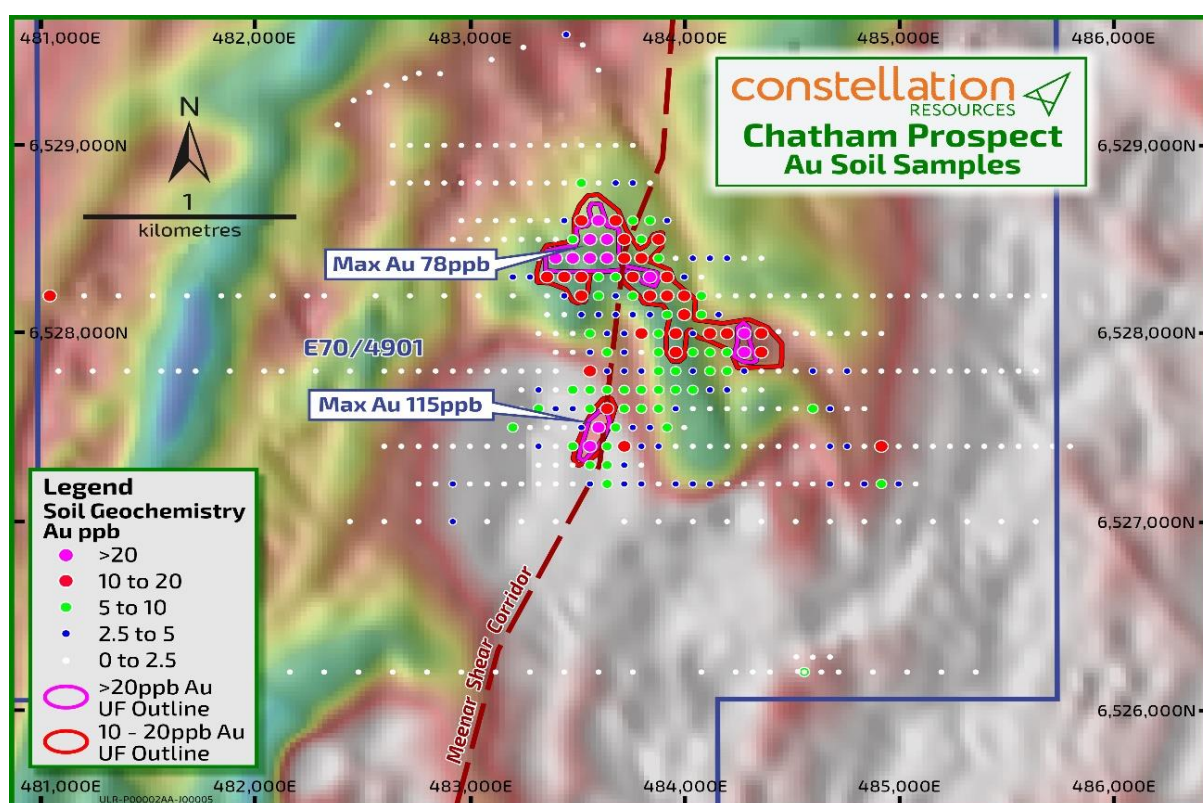 481,000E
482,000E
483,000E
484,000E
485,000E
486,000E
constellation
RESOURCES
Chatham Prospect
Au Soil Samples
N
1
kilometres
6,529,000N
6,529,000N
Max Au 78ppb
6,528,000N
6,528,000N
E70/4901
Max Au 115ppb
Legend
Soil Geochemistry
Au ppb
>20
10 to 20
5 to 10
2.5 to 5
0 to 2.5
>20ppb Au
UF Outline
10 - 20ppb Au
UF Outline
6,527,000N
Meenar Shear Corridor
6,526,000N
481,000E
482,000E
483,000E
484,000E
485,000E
486,000E
ULR-P00002AA-J00005